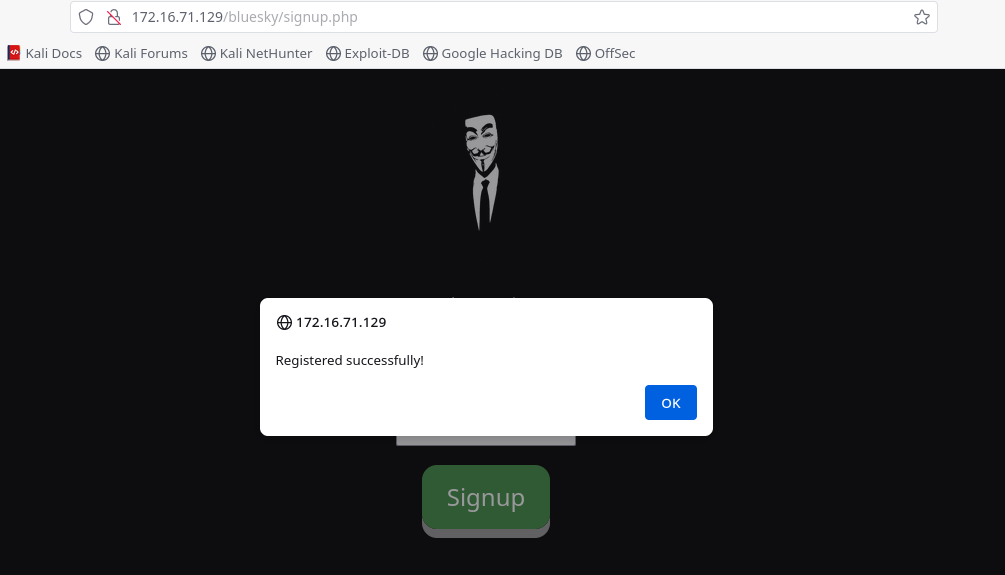 172.16.71.129/bluesky/signup.php
Kali Docs Kali Forums Kali NetHunter Exploit-DB Google Hacking DB OffSec
172.16.71.129
Registered successfully!
OK
Signup